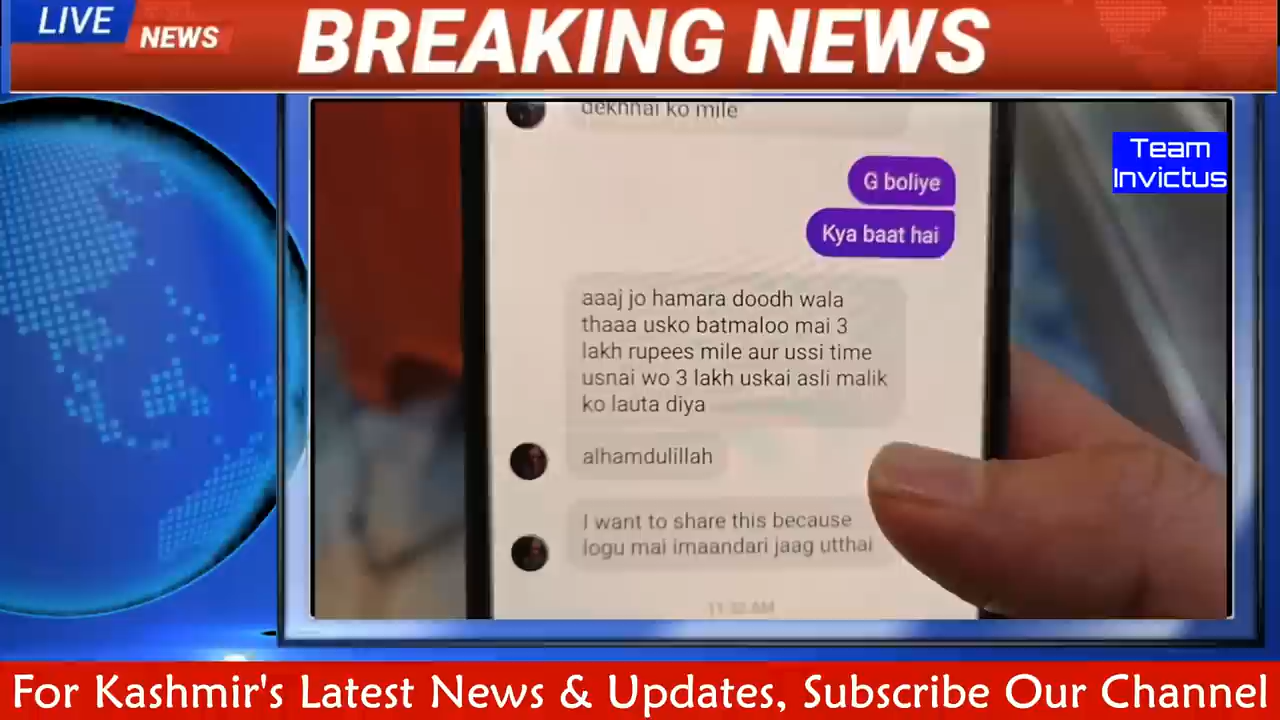 LIVE
NEWS
BREAKING NEWS
Team
Invictus
dekhnai ko mile
G boliye
Kya baat hai
aaaj jo hamara doodh wala
thaaa usko batmaloo mai 3
lakh rupees mile aur ussi time
usnai wo 3 lakh uskai asli malik
ko lauta diya
alhamdulillah
I want to share this because
logu mai imaandari jaag utthai
For Kashmir's Latest News & Updates, Subscribe Our Channel